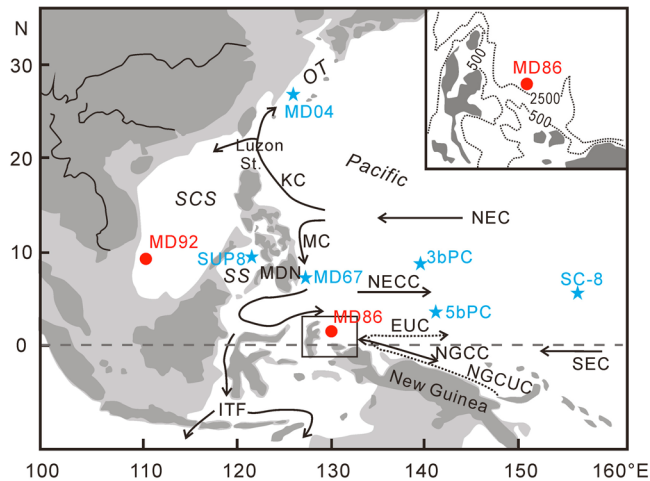 N
30
20
10
0
100
110
120
130
140
150
160°E
OT
MD04
Luzon
St.
KC
Pacific
SCS
NEC
MD92
SUP8
MC
SS
MDN
MD67
NECC
3bPC
SC-8
5bPC
MD86
EUC
NGCC
NGCUC
SEC
New Guinea
ITF
500
MD86
2500
500